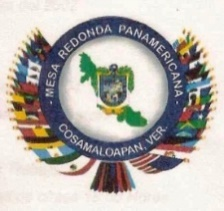 MESA REDONDA PANAMERICANA
COSAMALOAPAN, VER.